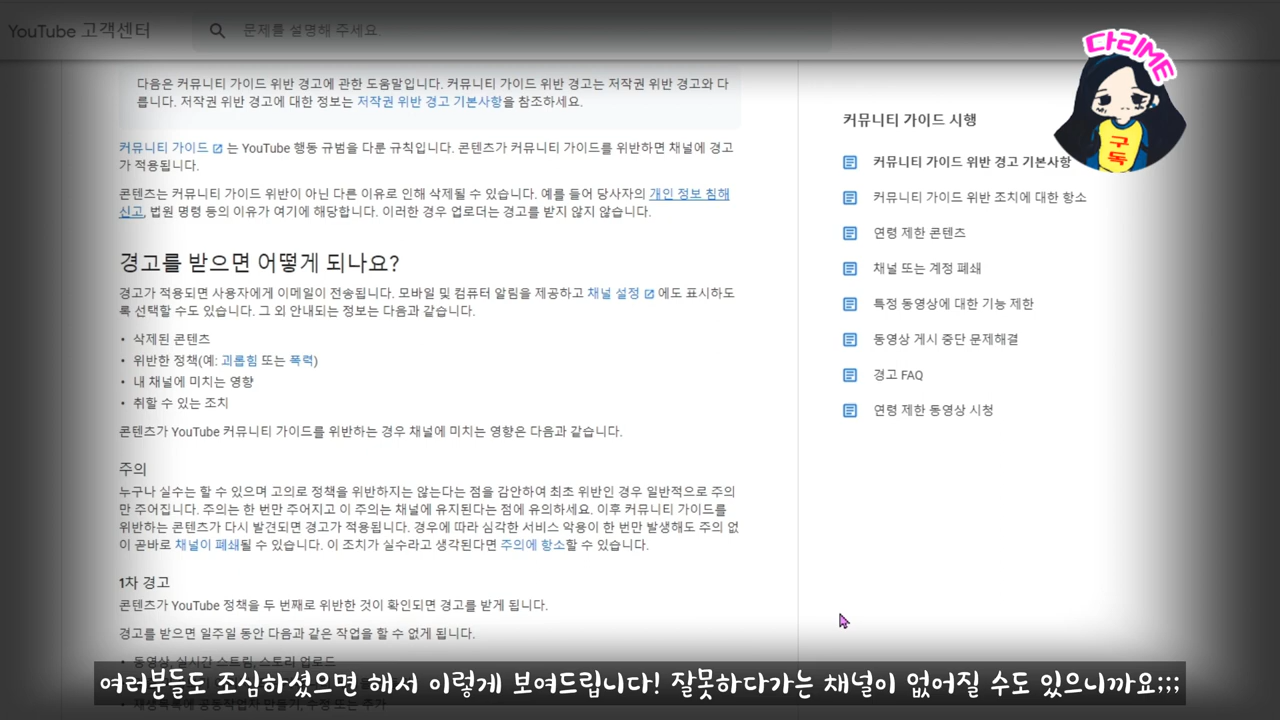 YouTube 고객센터
문제를 설명해 주세요.
다리ME
구독
다음은 커뮤니티 가이드 위반 경고에 관한 도움말입니다. 커뮤니티 가이드 위반 경고는 저작권 위반 경고와 다
릅니다. 저작권 위반 경고에 대한 정보는 저작권 위반 경고 기본사항을 참조하세요.
커뮤니티 가이드 는 YouTube 행동 규범을 다룬 규칙입니다. 콘텐츠가 커뮤니티 가이드를 위반하면 채널에 경고
가 적용됩니다.
콘텐츠는 커뮤니티 가이드 위반이 아닌 다른 이유로 인해 삭제될 수 있습니다. 예를 들어 당사자의 개인 정보 침해
신고, 법원 명령 등의 이유가 여기에 해당합니다. 이러한 경우 업로더는 경고를 받지 않지 않습니다.
경고를 받으면 어떻게 되나요?
경고가 적용되면 사용자에게 이메일이 전송됩니다. 모바일 및 컴퓨터 알림을 제공하고 채널 설정 에도 표시하도
록 선택할 수도 있습니다. 그 외 안내되는 정보는 다음과 같습니다.
• 삭제된 콘텐츠
• 위반한 정책(예: 괴롭힘 또는 폭력)
• 내 채널에 미치는 영향
• 취할 수 있는 조치
콘텐츠가 YouTube 커뮤니티 가이드를 위반하는 경우 채널에 미치는 영향은 다음과 같습니다.
주의
누구나 실수는 할 수 있으며 고의로 정책을 위반하지는 않는다는 점을 감안하여 최초 위반인 경우 일반적으로 주의
만 주어집니다. 주의는 한 번만 주어지고 이 주의는 채널에 유지된다는 점에 유의하세요. 이후 커뮤니티 가이드를
위반하는 콘텐츠가 다시 발견되면 경고가 적용됩니다. 경우에 따라 심각한 서비스 악용이 한 번만 발생해도 주의 없
이 곧바로 채널이 폐쇄될 수 있습니다. 이 조치가 실수라고 생각된다면 주의에 항소할 수 있습니다.
1차 경고
콘텐츠가 YouTube 정책을 두 번째로 위반한 것이 확인되면 경고를 받게 됩니다.
경고를 받으면 일주일 동안 다음과 같은 작업을 할 수 없게 됩니다.
• 동영상, 실시간 스트림, 스토리 업로드
• 재생목록에 공동작업자 만들기, 수정 또는 추가
커뮤니티 가이드 시행
커뮤니티 가이드 위반 경고 기본사항
커뮤니티 가이드 위반 조치에 대한 항소
연령 제한 콘텐츠
채널 또는 계정 폐쇄
특정 동영상에 대한 기능 제한
동영상 게시 중단 문제해결
경고 FAQ
연령 제한 동영상 시청
여러분들도 조심하셨으면 해서 이렇게 보여드립니다! 잘못하다가는 채널이 없어질 수도 있으니까요;;;